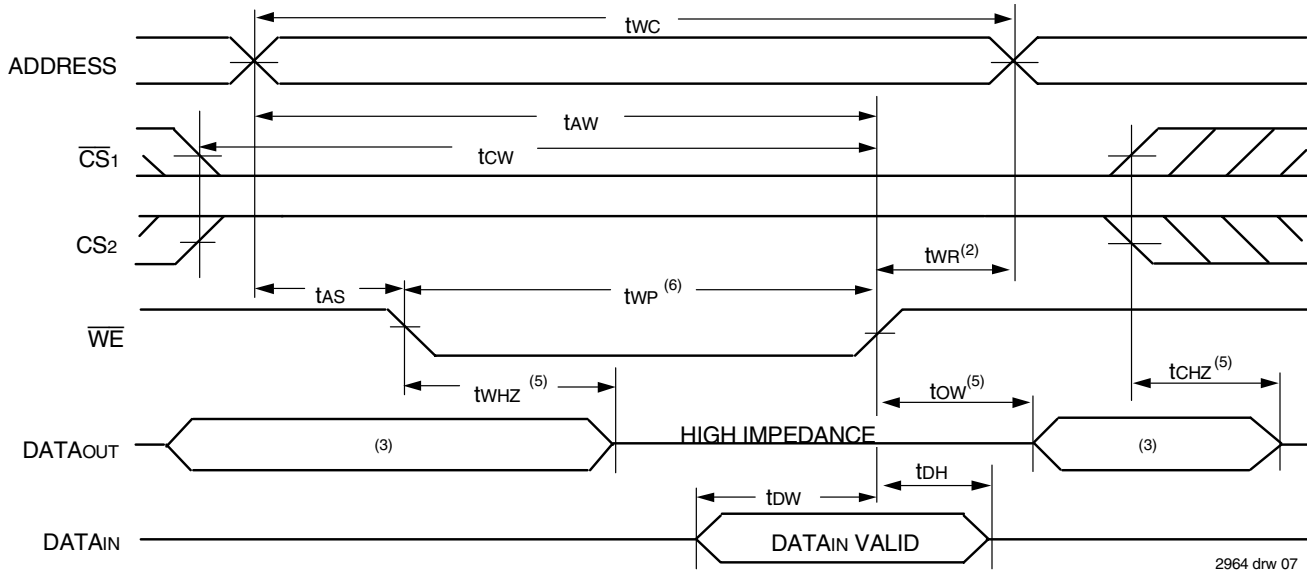 tWC
ADDRESS
tAW
CS1
tCW
CS2
tWR(2)
tAS
tWP (6)
WE
tWHZ (5)
tOW(5)
tCHZ(5)
DATAOUT
(3)
HIGH IMPEDANCE
(3)
tDW
tDH
DATAIN
DATAIN VALID
2964 drw 07